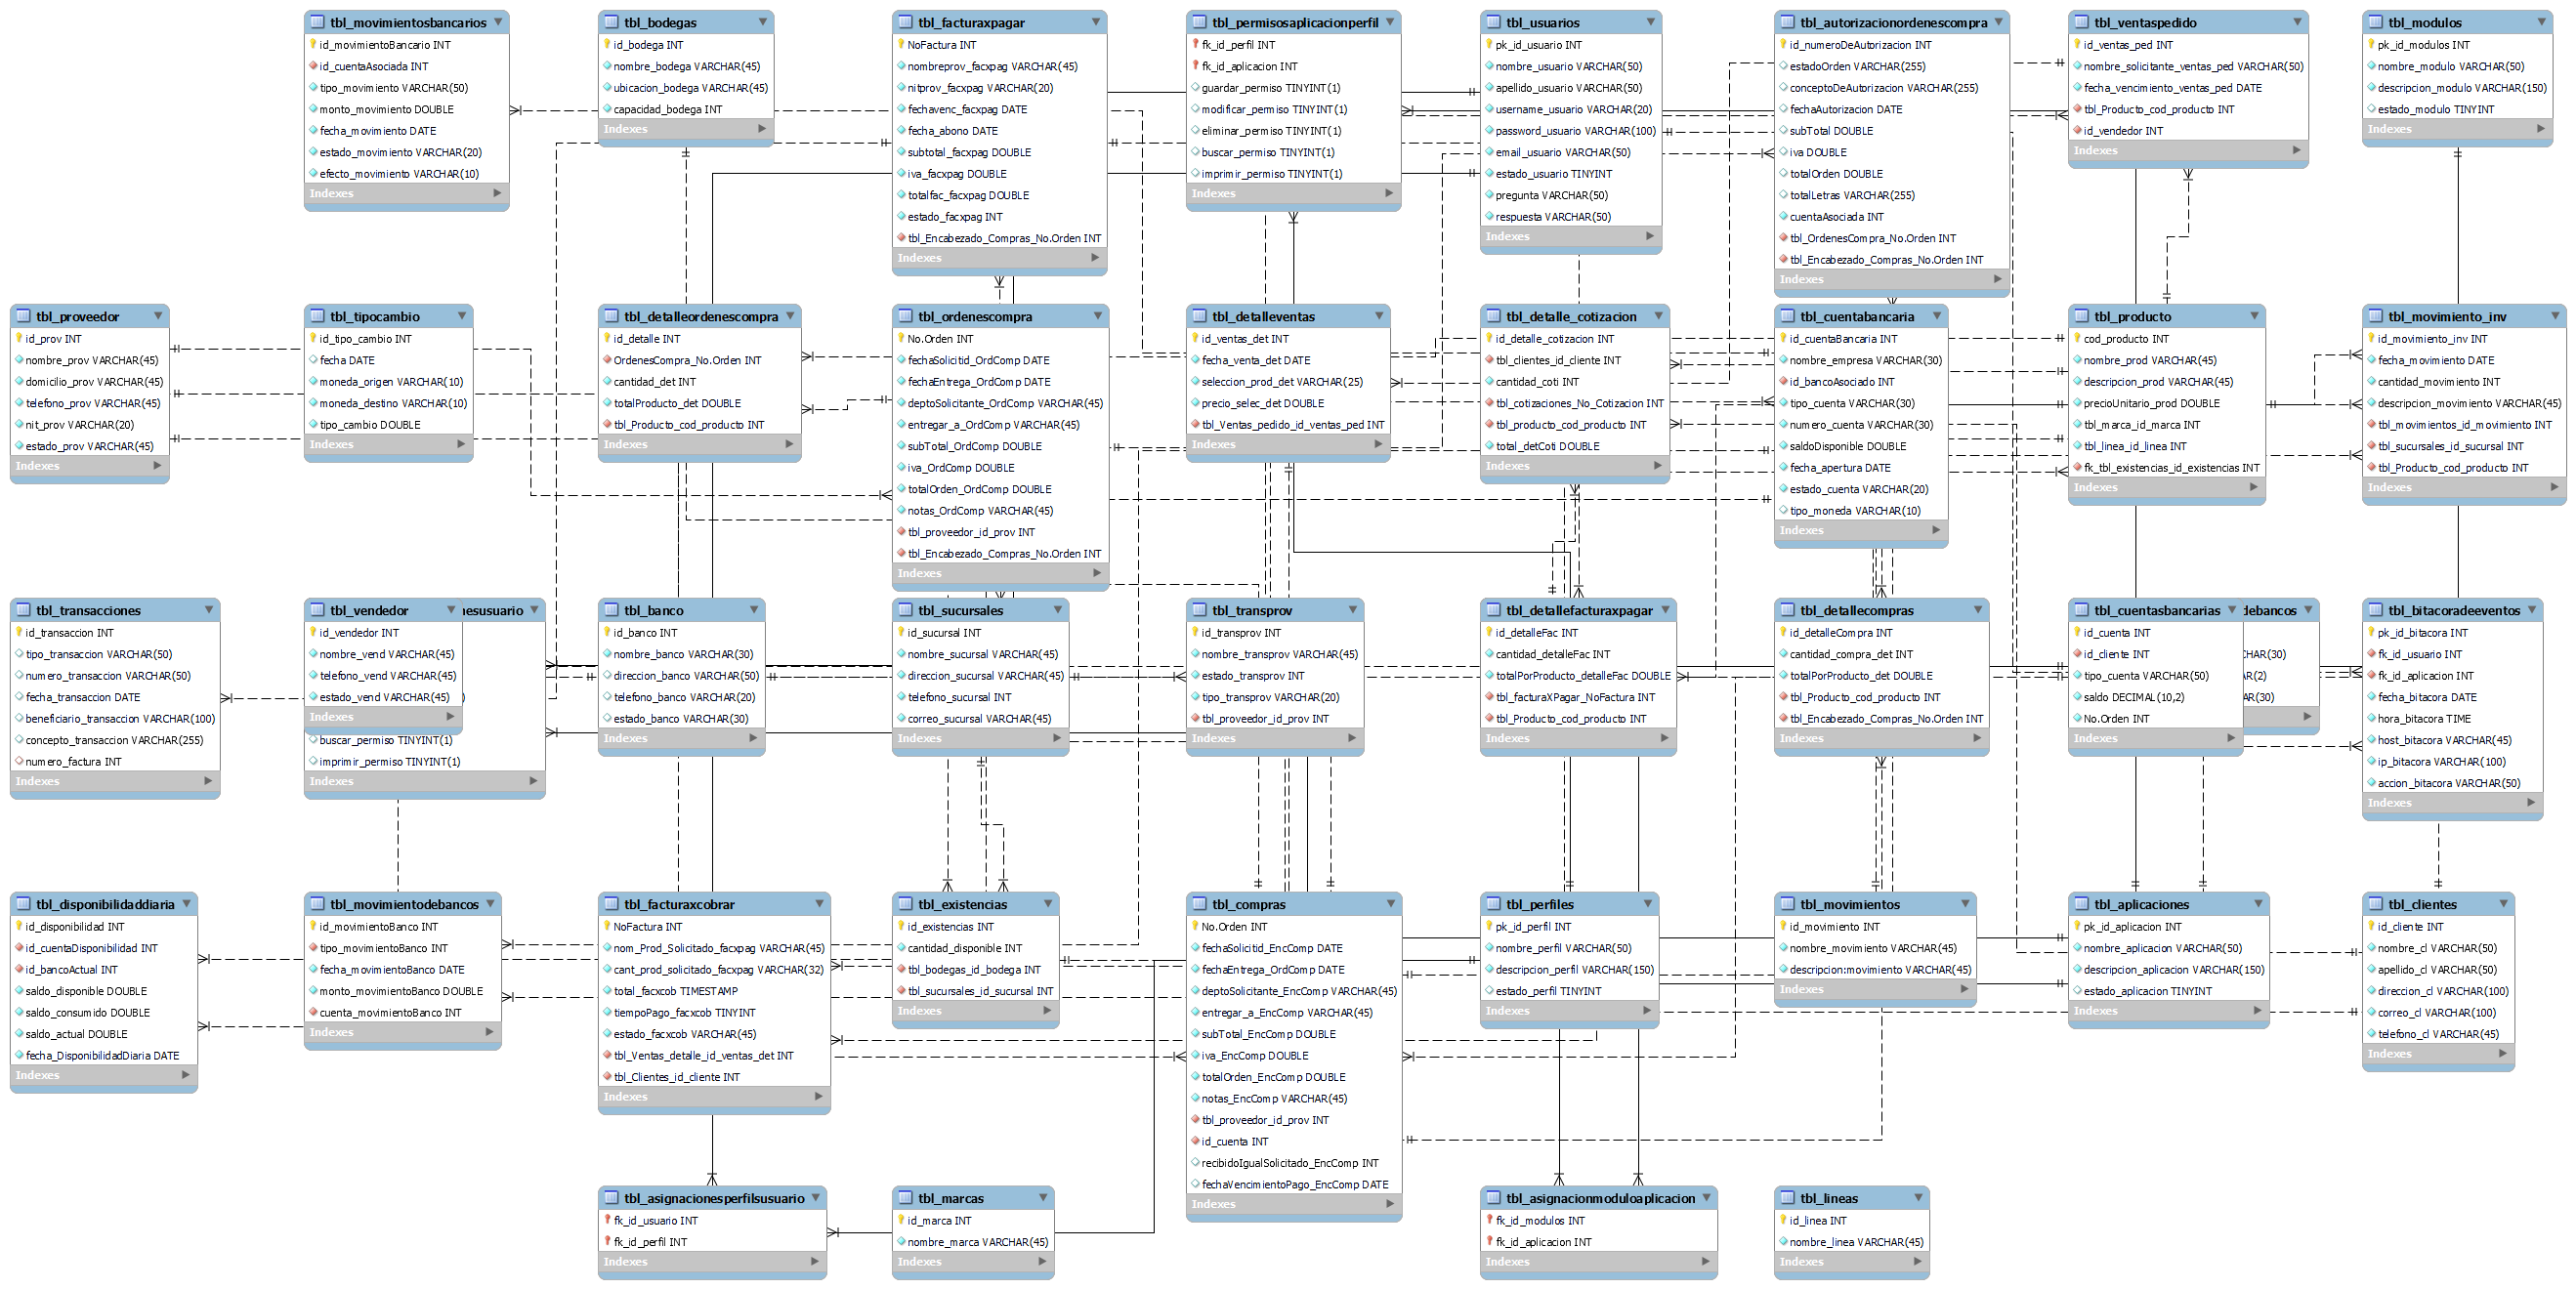 tbl_movimientosbancarios
id_movimientoBancario INT
id_cuentaAsociada INT
tipo_movimiento VARCHAR(50)
monto_movimiento DOUBLE
fecha_movimiento DATE
estado_movimiento VARCHAR(20)
efecto_movimiento VARCHAR(10)
Indexes
tbl_bodegas
id_bodega INT
nombre_bodega VARCHAR(45)
ubicacion_bodega VARCHAR(45)
capacidad_bodega INT
Indexes
tbl_facturaxpagar
NoFactura INT
nombreprov_facxpag VARCHAR(45)
nitprov_facxpag VARCHAR(20)
fechavenc_facxpag DATE
fecha_abono DATE
subtotal_facxpag DOUBLE
iva_facxpag DOUBLE
totalfac_facxpag DOUBLE
estado_facxpag INT
tbl_Encabezado_Compras_No.Orden INT
Indexes
tbl_permisosaplicacionperfil
fk_id_perfil INT
fk_id_aplicacion INT
guardar_permiso TINYINT(1)
modificar_permiso TINYINT(1)
eliminar_permiso TINYINT(1)
buscar_permiso TINYINT(1)
imprimir_permiso TINYINT(1)
Indexes
tbl_usuarios
pk_id_usuario INT
nombre_usuario VARCHAR(50)
apellido_usuario VARCHAR(50)
username_usuario VARCHAR(20)
password_usuario VARCHAR(100)
email_usuario VARCHAR(50)
estado_usuario TINYINT
pregunta VARCHAR(50)
respuesta VARCHAR(50)
Indexes
tbl_autorizacionordenescompra
id_numeroDeAutorizacion INT
estadoOrden VARCHAR(255)
conceptoDeAutorizacion VARCHAR(255)
fechaAutorizacion DATE
subTotal DOUBLE
iva DOUBLE
totalOrden DOUBLE
totalLetras VARCHAR(255)
cuentaAsociada INT
tbl_OrdenesCompra_No.Orden INT
tbl_Encabezado_Compras_No.Orden INT
Indexes
tbl_ventaspedido
id_ventas_ped INT
nombre_solicitante_ventas_ped VARCHAR(50)
fecha_vencimiento_ventas_ped DATE
tbl_Producto_cod_producto INT
id_vendedor INT
Indexes
tbl_modulos
pk_id_modulos INT
nombre_modulo VARCHAR(50)
descripcion_modulo VARCHAR(150)
estado_modulo TINYINT
Indexes
tbl_proveedor
id_prov INT
nombre_prov VARCHAR(45)
domicilio_prov VARCHAR(45)
telefono_prov VARCHAR(45)
nit_prov VARCHAR(20)
estado_prov VARCHAR(45)
Indexes
tbl_tipocambio
id_tipo_cambio INT
fecha DATE
moneda_origen VARCHAR(10)
moneda_destino VARCHAR(10)
tipo_cambio DOUBLE
Indexes
tbl_detalleordenescompra
id_detalle INT
OrdenesCompra_No.Orden INT
cantidad_det INT
totalProducto_det DOUBLE
tbl_Producto_cod_producto INT
Indexes
tbl_ordenescompra
No.Orden INT
fechaSolicitid_OrdComp DATE
fechaEntrega_OrdComp DATE
deptoSolicitante_OrdComp VARCHAR(45)
entregar_a_OrdComp VARCHAR(45)
subTotal_OrdComp DOUBLE
iva_OrdComp DOUBLE
totalOrden_OrdComp DOUBLE
notas_OrdComp VARCHAR(45)
tbl_proveedor_id_prov INT
tbl_Encabezado_Compras_No.Orden INT
Indexes
tbl_detalleventas
id_ventas_det INT
fecha_venta_det DATE
seleccion_prod_det VARCHAR(25)
precio_selec_det DOUBLE
tbl_Ventas_pedido_id_ventas_ped INT
Indexes
tbl_detalle_cotizacion
id_detalle_cotizacion INT
tbl_clientes_id_cliente INT
cantidad_coti INT
tbl_cotizaciones_No_Cotizacion INT
tbl_producto_cod_producto INT
total_detCoti DOUBLE
Indexes
tbl_cuentabancaria
id_cuentaBancaria INT
nombre_empresa VARCHAR(30)
id_bancoAsociado INT
tipo_cuenta VARCHAR(30)
numero_cuenta VARCHAR(30)
saldoDisponible DOUBLE
fecha_apertura DATE
estado_cuenta VARCHAR(20)
tipo_moneda VARCHAR(10)
Indexes
tbl_producto
cod_producto INT
nombre_prod VARCHAR(45)
descripcion_prod VARCHAR(45)
precioUnitario_prod DOUBLE
tbl_marca_id_marca INT
tbl_linea_id_linea INT
fk_tbl_existencias_id_existencias INT
Indexes
tbl_movimiento_inv
id_movimiento_inv INT
fecha_movimiento DATE
cantidad_movimiento INT
descripcion_movimiento VARCHAR(45)
tbl_movimientos_id_movimiento INT
tbl_sucursales_id_sucursal INT
tbl_Producto_cod_producto INT
Indexes
tbl_transacciones
id_transaccion INT
tipo_transaccion VARCHAR(50)
numero_transaccion VARCHAR(50)
fecha_transaccion DATE
beneficiario_transaccion VARCHAR(100)
concepto_transaccion VARCHAR(255)
numero_factura INT
Indexes
tbl_vendedor
id_vendedor INT
nombre_vend VARCHAR(45)
telefono_vend VARCHAR(45)
estado_vend VARCHAR(45)
Indexes
nesusuario
)
buscar_permiso TINYINT(1)
imprimir_permiso TINYINT(1)
Indexes
tbl_banco
id_banco INT
nombre_banco VARCHAR(30)
direccion_banco VARCHAR(50)
telefono_banco VARCHAR(20)
estado_banco VARCHAR(30)
Indexes
tbl_sucursales
id_sucursal INT
nombre_sucursal VARCHAR(45)
direccion_sucursal VARCHAR(45)
telefono_sucursal INT
correo_sucursal VARCHAR(45)
Indexes
tbl_transprov
id_transprov INT
nombre_transprov VARCHAR(45)
estado_transprov INT
tipo_transprov VARCHAR(20)
tbl_proveedor_id_prov INT
Indexes
tbl_detallefacturaxpagar
id_detalleFac INT
cantidad_detalleFac INT
totalPorProducto_detalleFac DOUBLE
tbl_facturaXPagar_NoFactura INT
tbl_Producto_cod_producto INT
Indexes
tbl_detallecompras
id_detalleCompra INT
cantidad_compra_det INT
totalPorProducto_det DOUBLE
tbl_Producto_cod_producto INT
tbl_Encabezado_Compras_No.Orden INT
Indexes
tbl_cuentasbancarias
id_cuenta INT
id_cliente INT
tipo_cuenta VARCHAR(50)
saldo DECIMAL(10,2)
No.Orden INT
Indexes
debancos
CHAR(30)
AR(2)
AR(30)
tbl_bitacoradeeventos
pk_id_bitacora INT
fk_id_usuario INT
fk_id_aplicacion INT
fecha_bitacora DATE
hora_bitacora TIME
host_bitacora VARCHAR(45)
ip_bitacora VARCHAR(100)
accion_bitacora VARCHAR(50)
Indexes
tbl_disponibilidaddiaria
id_disponibilidad INT
id_cuentaDisponibilidad INT
id_bancoActual INT
saldo_disponible DOUBLE
saldo_consumido DOUBLE
saldo_actual DOUBLE
fecha_DisponibilidadDiaria DATE
Indexes
tbl_movimientodebancos
id_movimientoBanco INT
tipo_movimientoBanco INT
fecha_movimientoBanco DATE
monto_movimientoBanco DOUBLE
cuenta_movimientoBanco INT
Indexes
tbl_facturaxcobrar
NoFactura INT
nom_Prod_Solicitado_facxpag VARCHAR(45)
cant_prod_solicitado_facxpag VARCHAR(32)
total_facxcob TIMESTAMP
tiempoPago_facxcob TINYINT
estado_facxcob VARCHAR(45)
tbl_Ventas_detalle_id_ventas_det INT
tbl_Clientes_id_cliente INT
Indexes
tbl_existencias
id_existencias INT
cantidad_disponible INT
tbl_bodegas_id_bodega INT
tbl_sucursales_id_sucursal INT
Indexes
tbl_compras
No.Orden INT
fechaSolicitid_EncComp DATE
fechaEntrega_OrdComp DATE
deptoSolicitante_EncComp VARCHAR(45)
entregar_a_EncComp VARCHAR(45)
subTotal_EncComp DOUBLE
iva_EncComp DOUBLE
totalOrden_EncComp DOUBLE
notas_EncComp VARCHAR(45)
tbl_proveedor_id_prov INT
id_cuenta INT
recibidoIgualSolicitado_EncComp INT
fechaVencimientoPago_EncComp DATE
Indexes
tbl_perfiles
pk_id_perfil INT
nombre_perfil VARCHAR(50)
descripcion_perfil VARCHAR(150)
estado_perfil TINYINT
Indexes
tbl_movimientos
id_movimiento INT
nombre_movimiento VARCHAR(45)
descripcion:movimiento VARCHAR(45)
Indexes
tbl_aplicaciones
pk_id_aplicacion INT
nombre_aplicacion VARCHAR(50)
descripcion_aplicacion VARCHAR(150)
estado_aplicacion TINYINT
Indexes
tbl_clientes
id_cliente INT
nombre_cl VARCHAR(50)
apellido_cl VARCHAR(50)
direccion_cl VARCHAR(100)
correo_cl VARCHAR(100)
telefono_cl VARCHAR(45)
Indexes
tbl_asignacionesperfilsusuario
fk_id_usuario INT
fk_id_perfil INT
Indexes
tbl_marcas
id_marca INT
nombre_marca VARCHAR(45)
Indexes
tbl_asignacionmoduloaplicacion
fk_id_modulos INT
fk_id_aplicacion INT
Indexes
tbl_lineas
id_linea INT
nombre_linea VARCHAR(45)
Indexes